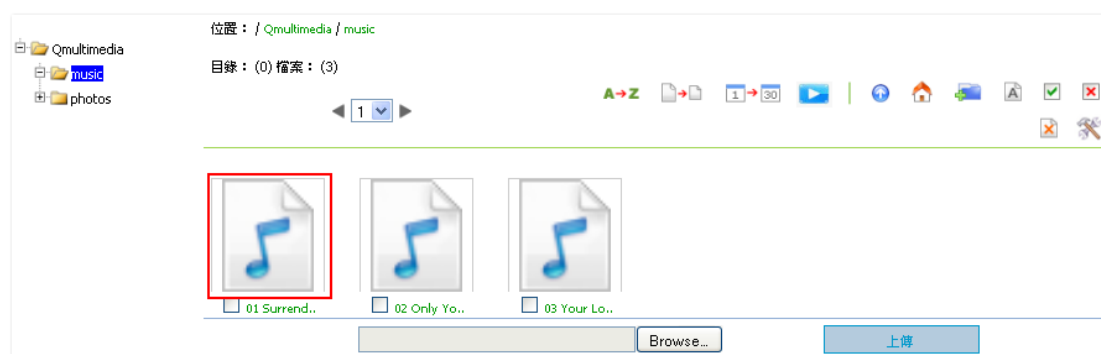 位置： / Qmultimedia / music
Qmultimedia
music
photos
目錄： (0) 檔案： (3)
A→Z
1→30
A
1
01 Surrend..
02 Only Yo..
03 Your Lo..
Browse...
上傳